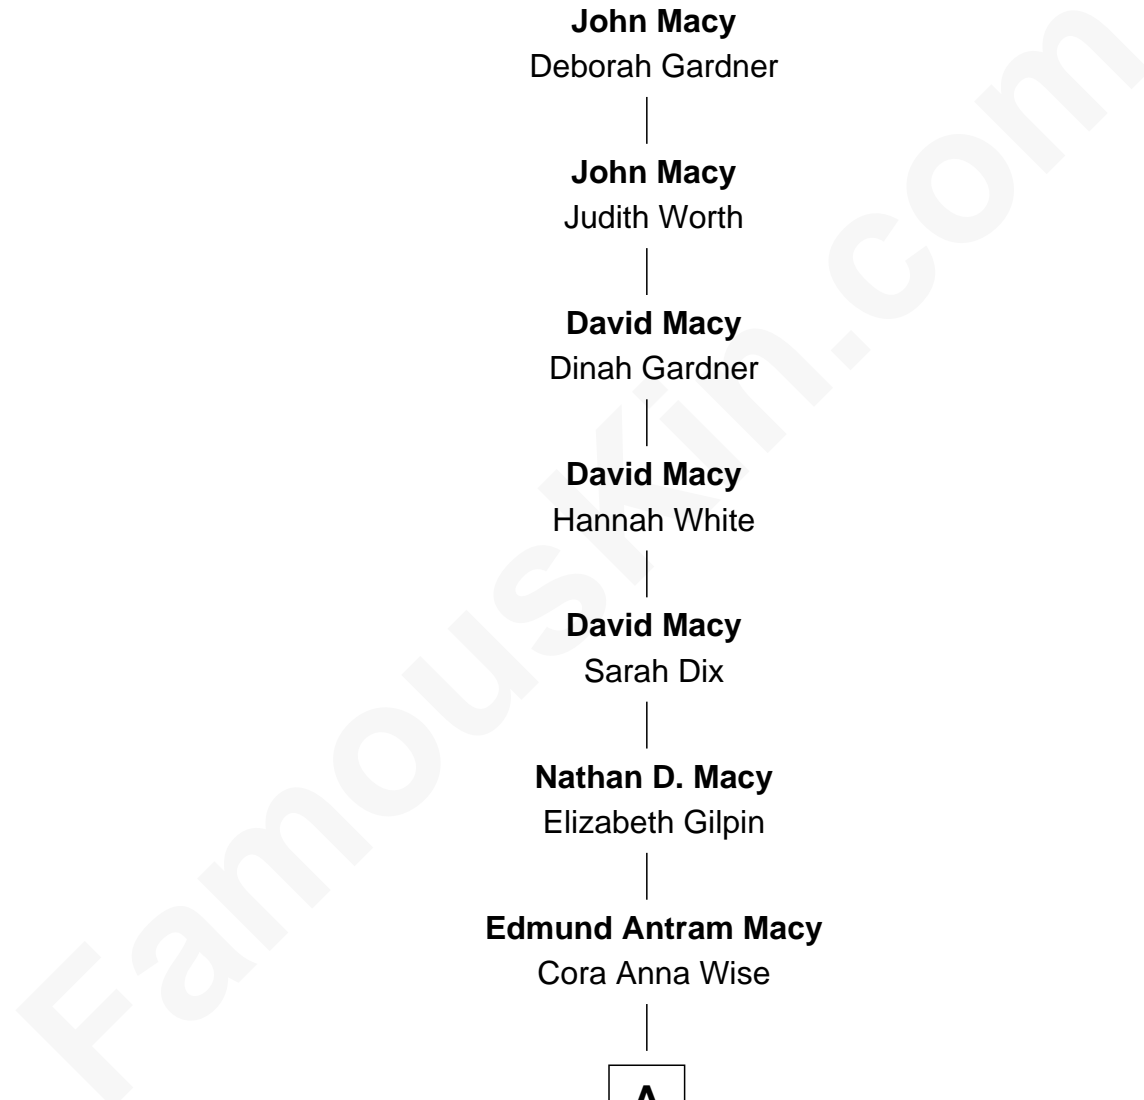 John Macy
Deborah Gardner
John Macy
Judith Worth
David Macy
Dinah Gardner
David Macy
Hannah White
David Macy
Sarah Dix
Nathan D. Macy
Elizabeth Gilpin
Edmund Antram Macy
Cora Anna Wise
A
FamousKin.com